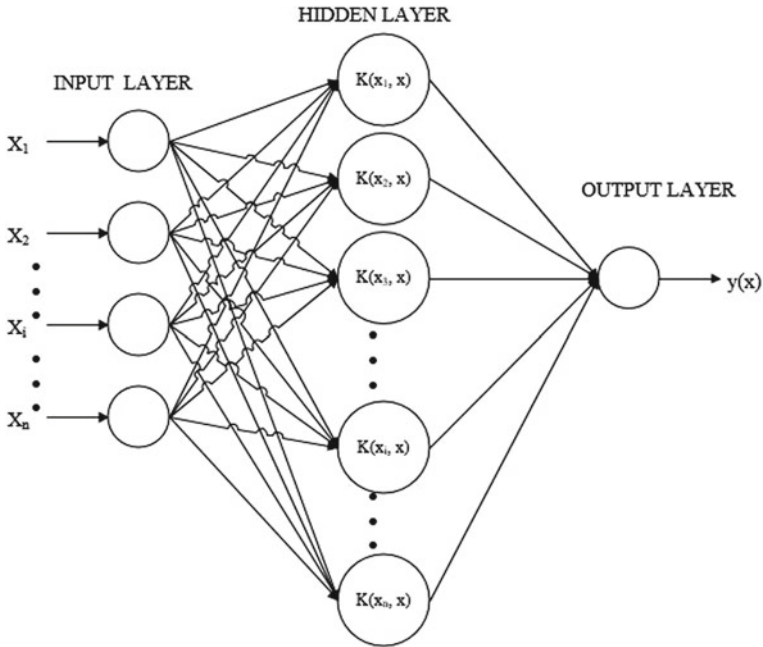 HIDDEN LAYER
INPUT LAYER
OUTPUT LAYER
X₁
X₂
Xᵢ
Xₙ
K(x₁, x)
K(x₂, x)
K(x₃, x)
K(xᵢ, x)
K(xₙ, x)
y(x)